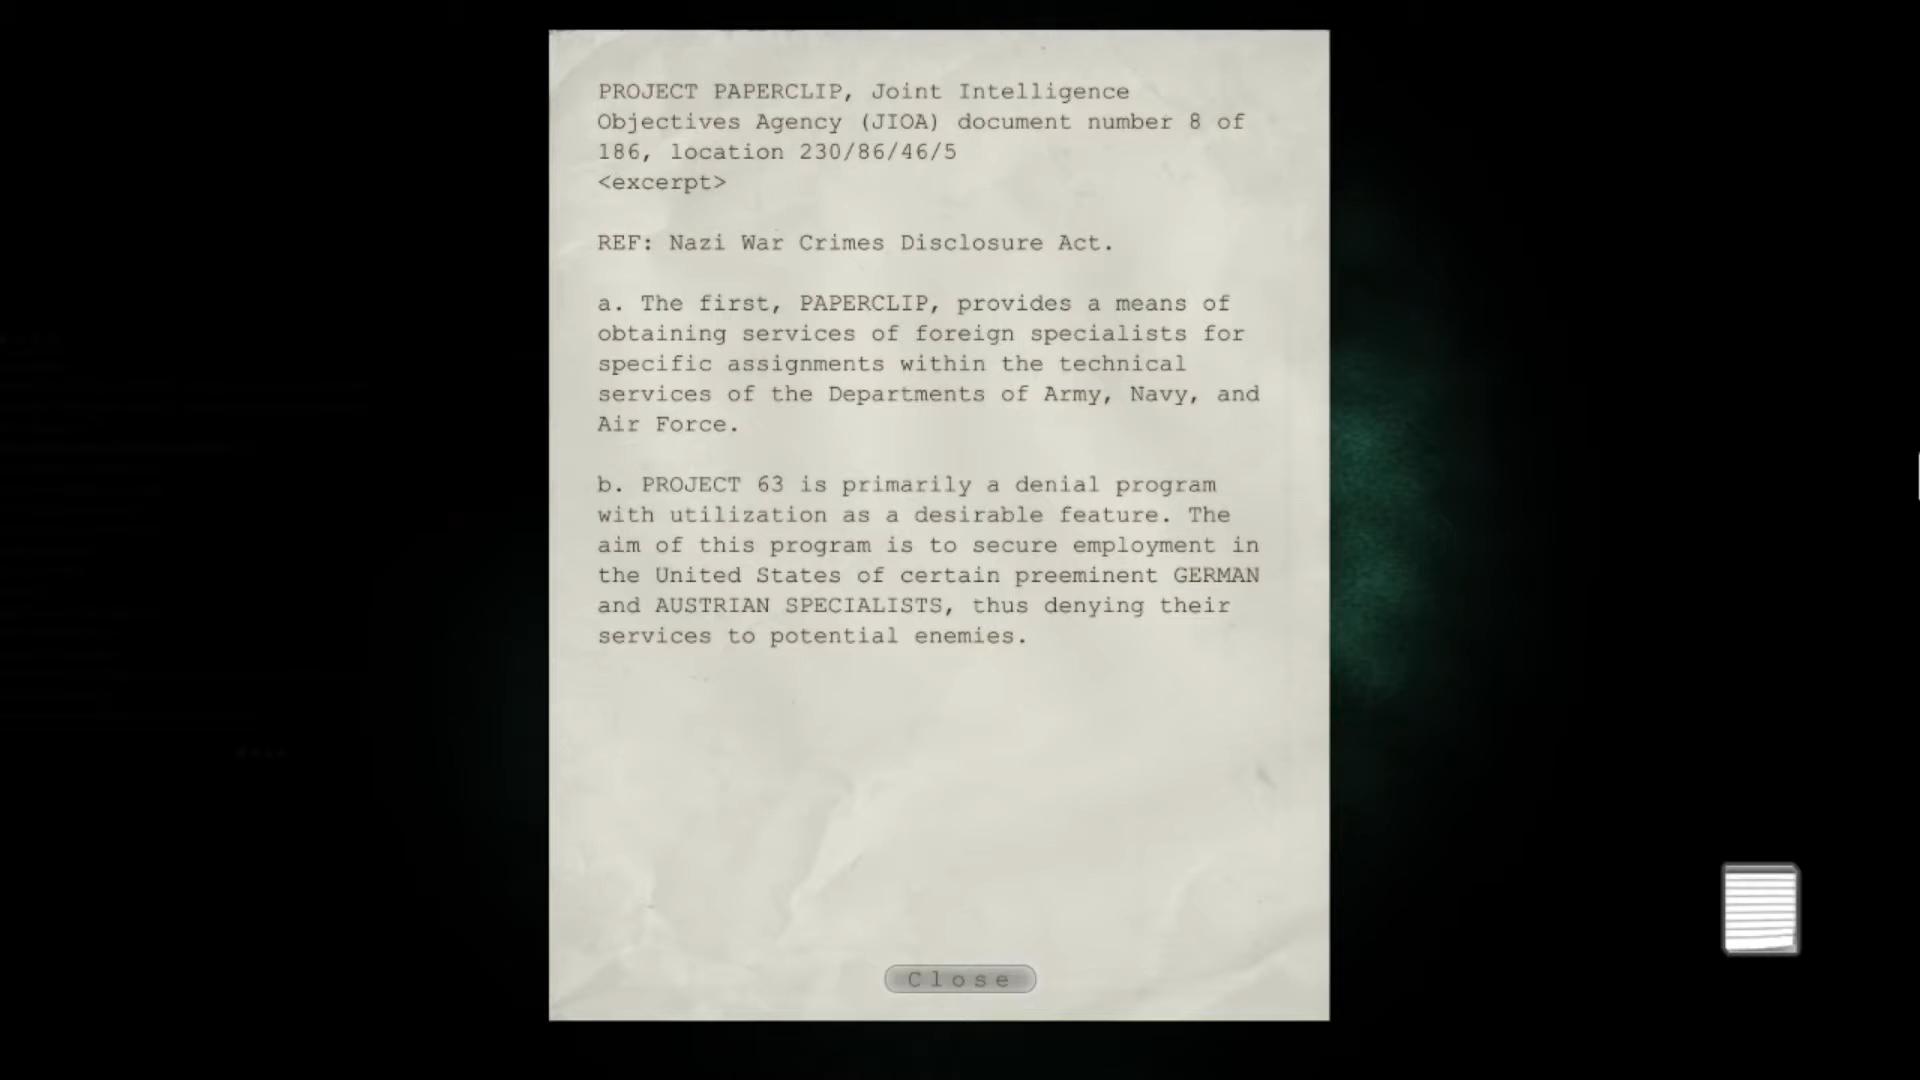 PROJECT PAPERCLIP, Joint Intelligence
Objectives Agency (JIOA) document number 8 of
186, location 230/86/46/5
<excerpt>
REF: Nazi War Crimes Disclosure Act.
a. The first, PAPERCLIP, provides a means of
obtaining services of foreign specialists for
specific assignments within the technical
services of the Departments of Army, Navy, and
Air Force.
b. PROJECT 63 is primarily a denial program
with utilization as a desirable feature. The
aim of this program is to secure employment in
the United States of certain preeminent GERMAN
and AUSTRIAN SPECIALISTS, thus denying their
services to potential enemies.
Close